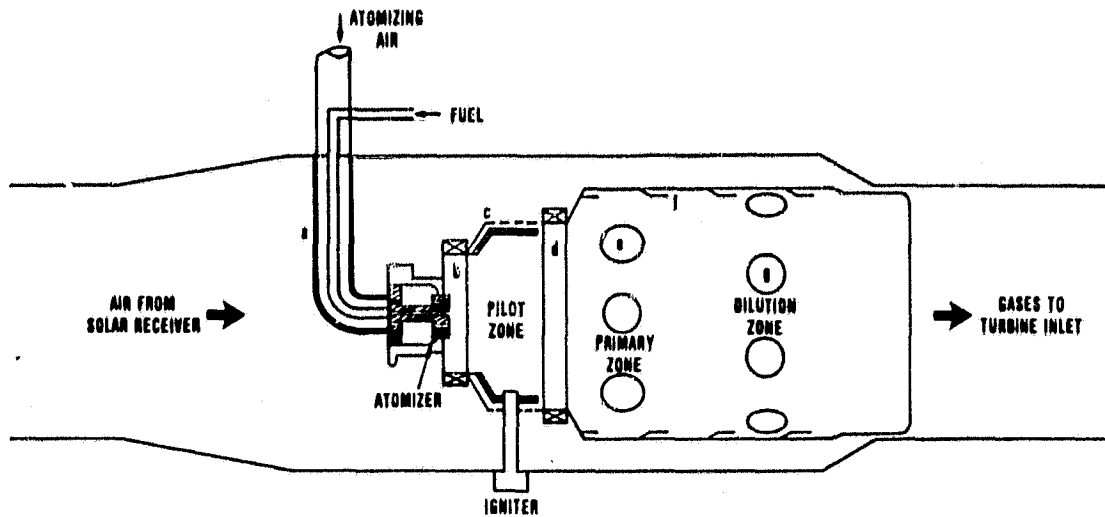 ATOMIZING
AIR
FUEL
c
b
d
AIR FROM
SOLAR RECEIVER
PILOT
ZONE
DILUTION
ZONE
PRIMARY
ZONE
GASES TO
TURBINE INLET
ATOMIZER
IGNITER